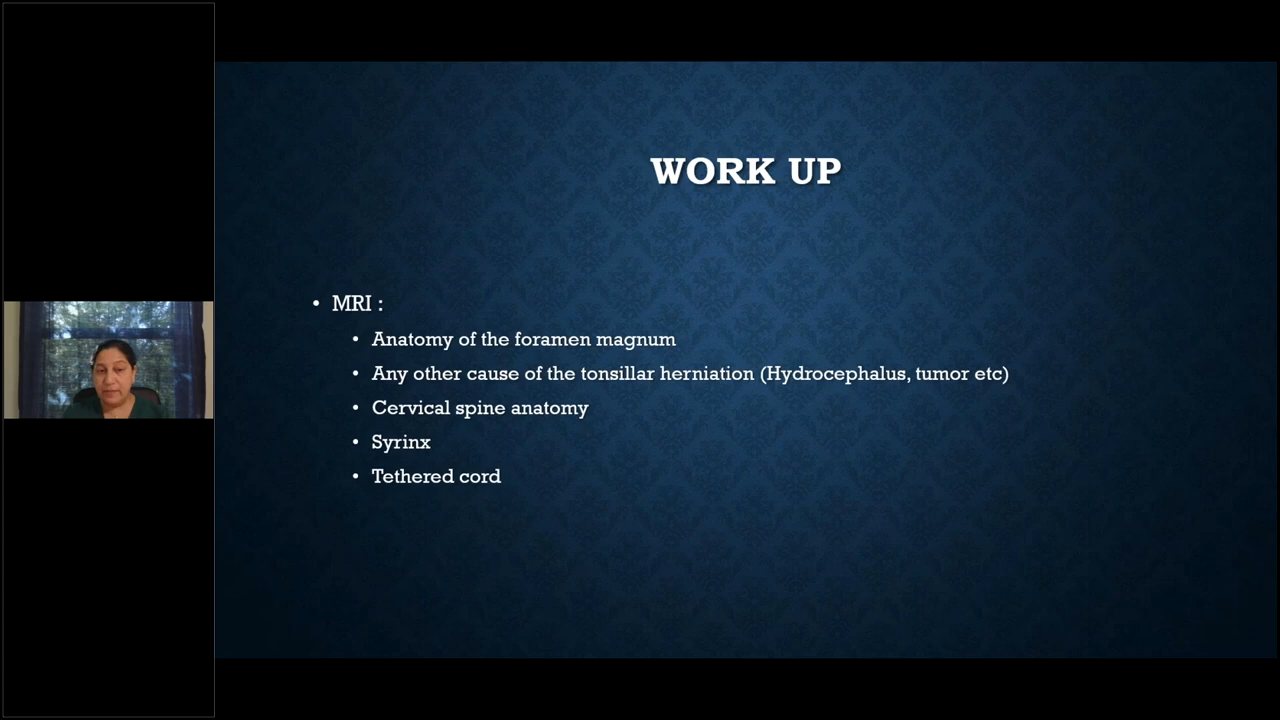 WORK UP
• MRI :
• Anatomy of the foramen magnum
• Any other cause of the tonsillar herniation (Hydrocephalus, tumor etc)
• Cervical spine anatomy
• Syrinx
• Tethered cord